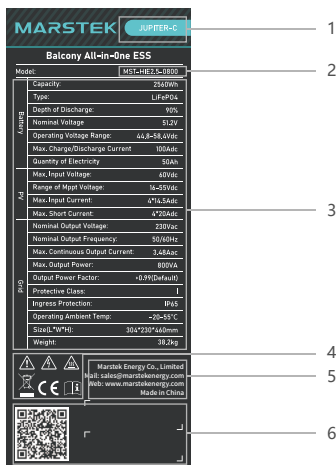 MARSTEK JUPITER-C 1
Balcony All-in-One ESS
Model: MST-HIE2.5-0800 2
Battery
Capacity: 2560Wh
Type: LiFePO4
Depth of Discharge: 90%
Nominal Voltage 51.2V
Operating Voltage Range: 44,8-58,4Vdc
Max. Charge/Discharge Current 100Adc
Quantity of Electricity 50Ah
PV
Max, Input Voltage: 60Vdc
Range of Mppt Voltage: 16-55Vdc
Max. Input Current: 4*14.5Adc 3
Max. Short Current: 4*20Adc
Grid
Nominal Output Voltage: 230Vac
Nominal Output Frequency: 50/60Hz
Max. Continuous Output Current: 3,48Aac
Max. Output Power: 800VA
Output Power Factor: >0.99(Default)
Protective Class: I
Ingress Protection: IP65
Operating Ambient Temp: -20-55°C
Size(L*W*H): 304*230*460mm
Weight: 38,2kg
4
Marstek Energy Co., Limited
Mail: sales@marstekenergy.com 5
Web: www.marstekenergy.com
Made in China
CE
6